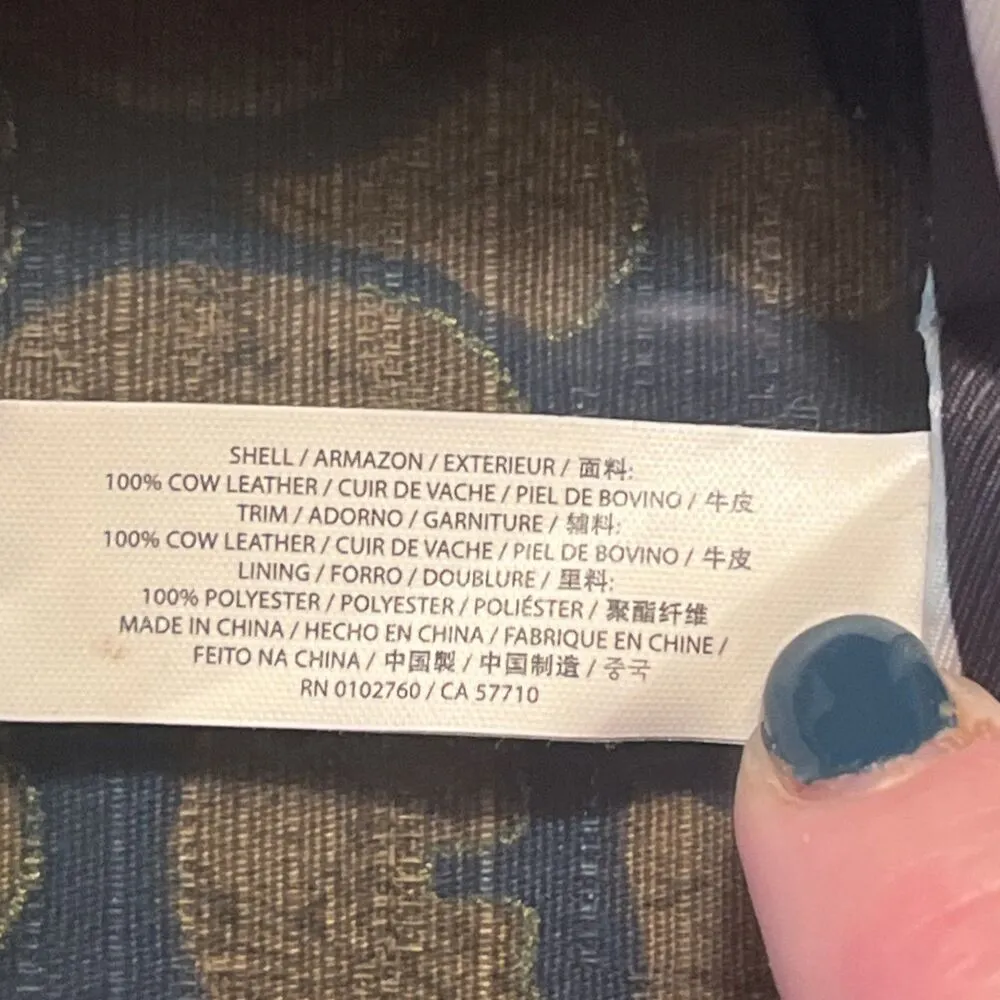 SHELL / ARMAZON / EXTERIEUR / 面料:
100% COW LEATHER / CUIR DE VACHE / PIEL DE BOVINO / 牛皮
TRIM / ADORNO / GARNITURE / 辅料:
100% COW LEATHER / CUIR DE VACHE / PIEL DE BOVINO / 牛皮
LINING / FORRO / DOUBLURE / 里料:
100% POLYESTER / POLYESTER / POLIÉSTER / 聚酯纤维
MADE IN CHINA / HECHO EN CHINA / FABRIQUE EN CHINE /
FEITO NA CHINA / 中国製 / 中国制造 / 중국
RN 0102760 / CA 57710